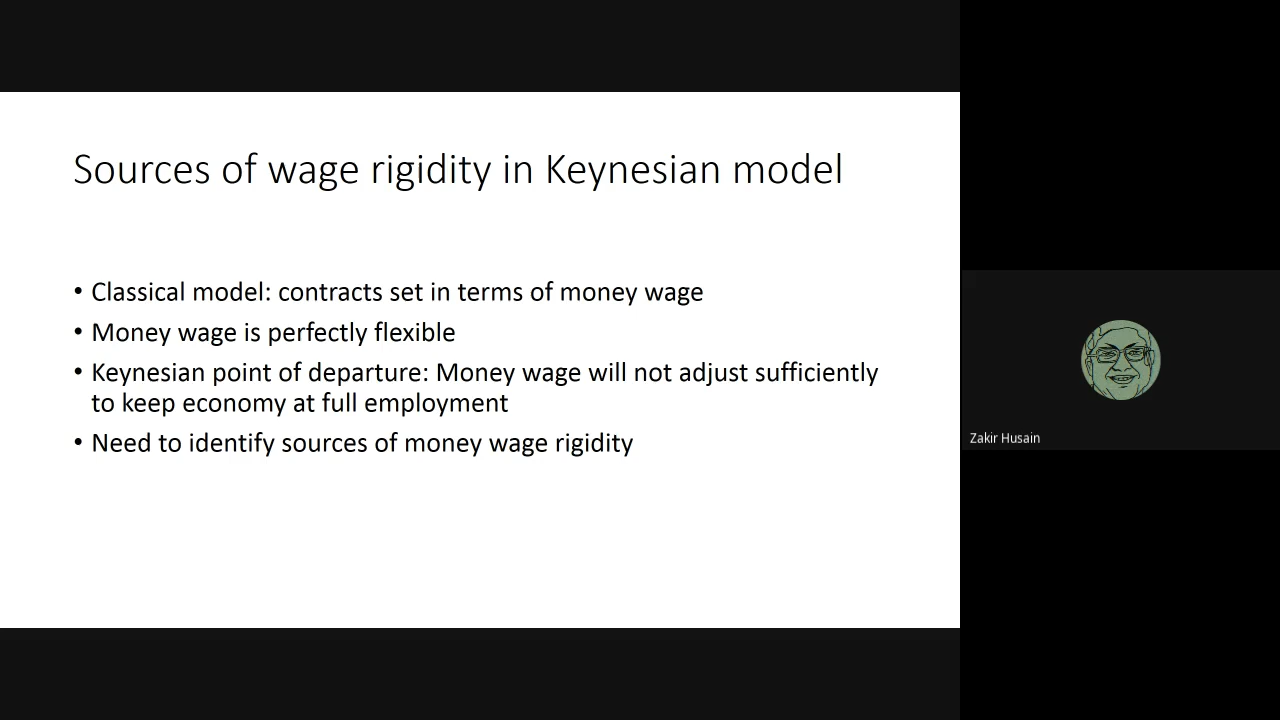 Sources of wage rigidity in Keynesian model
• Classical model: contracts set in terms of money wage
• Money wage is perfectly flexible
• Keynesian point of departure: Money wage will not adjust sufficiently
to keep economy at full employment
• Need to identify sources of money wage rigidity
Zakir Husain